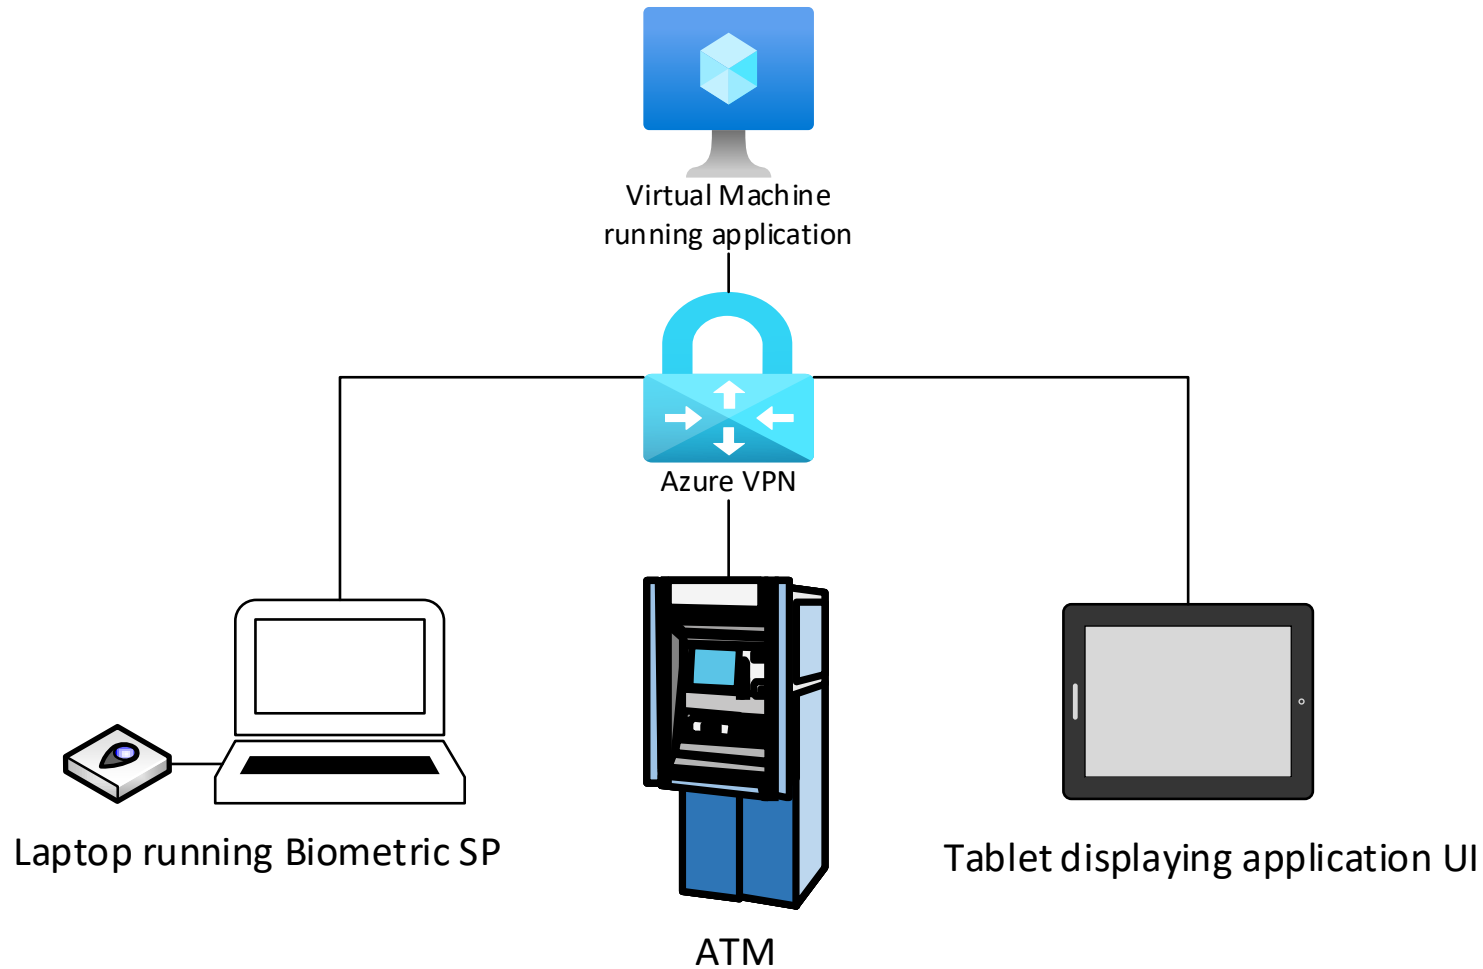 Virtual Machine
running application
Azure VPN
Laptop running Biometric SP
Tablet displaying application UI
ATM